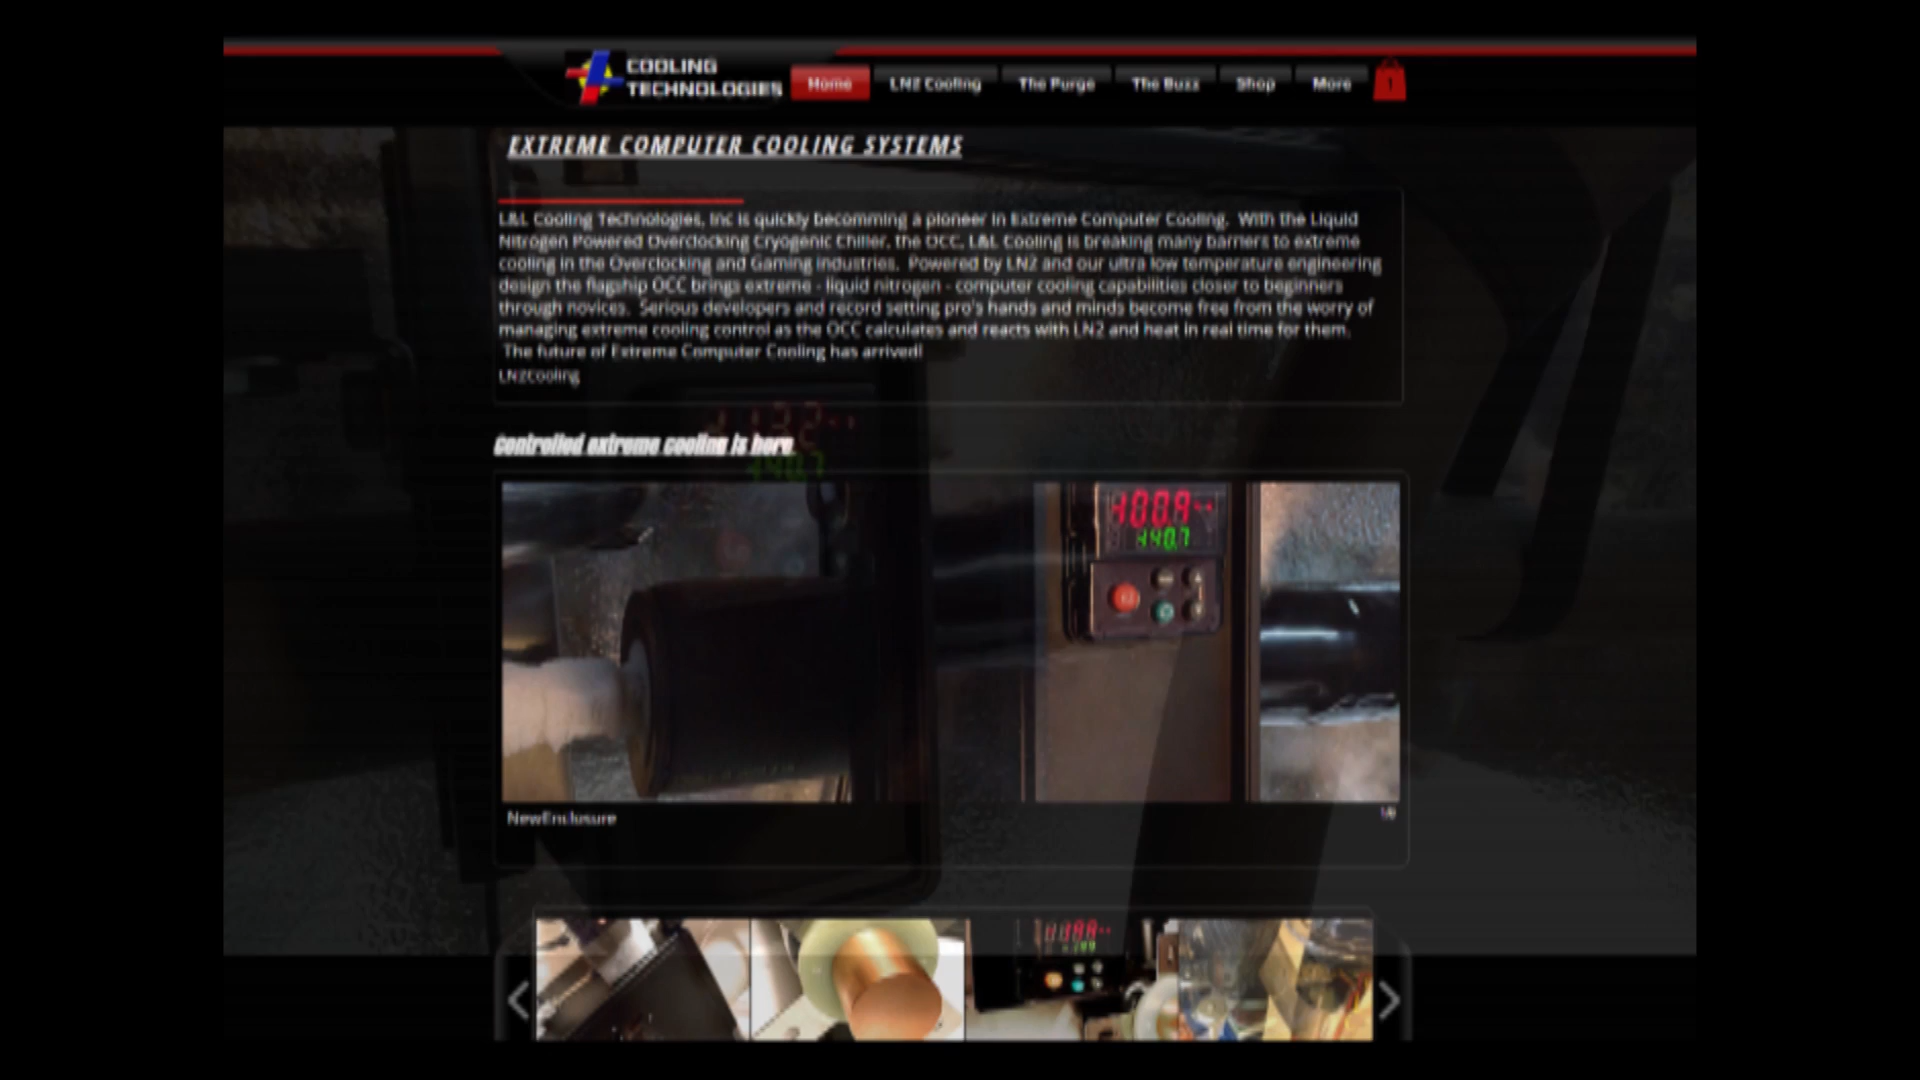 COOLING
TECHNOLOGIES
Home LN2 Cooling The Purge The Buzz Shop More 1
EXTREME COMPUTER COOLING SYSTEMS
L&L Cooling Technologies, Inc is quickly becomming a pioneer in Extreme Computer Cooling. With the Liquid
Nitrogen Powered Overclocking Cryogenic Chiller, the OCC, L&L Cooling is breaking many barriers to extreme
cooling in the Overclocking and Gaming industries. Powered by LN2 and our ultra low temperature engineering
design the flagship OCC brings extreme - liquid nitrogen - computer cooling capabilities closer to beginners
through novices. Serious developers and record setting pro's hands and minds become free from the worry of
managing extreme cooling control as the OCC calculates and reacts with LN2 and heat in real time for them.
The future of Extreme Computer Cooling has arrived!
LN2Cooling
Controlled extreme cooling is here.
-100.9
-140.7
NewEnclosure